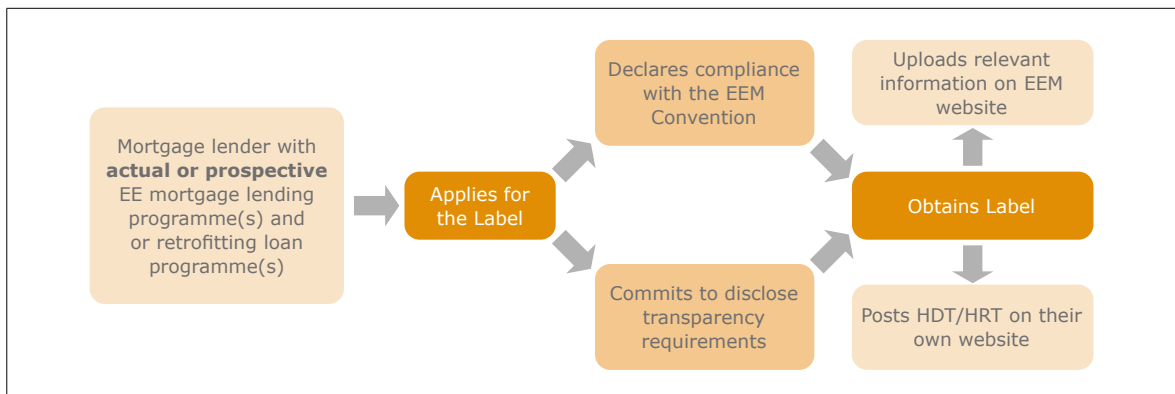 Mortgage lender with
actual or prospective
EE mortgage lending
programme(s) and
or retrofitting loan
programme(s)
Applies for
the Label
Declares compliance
with the EEM
Convention
Commits to disclose
transparency
requirements
Uploads relevant
information on EEM
website
Obtains Label
Posts HDT/HRT on their
own website